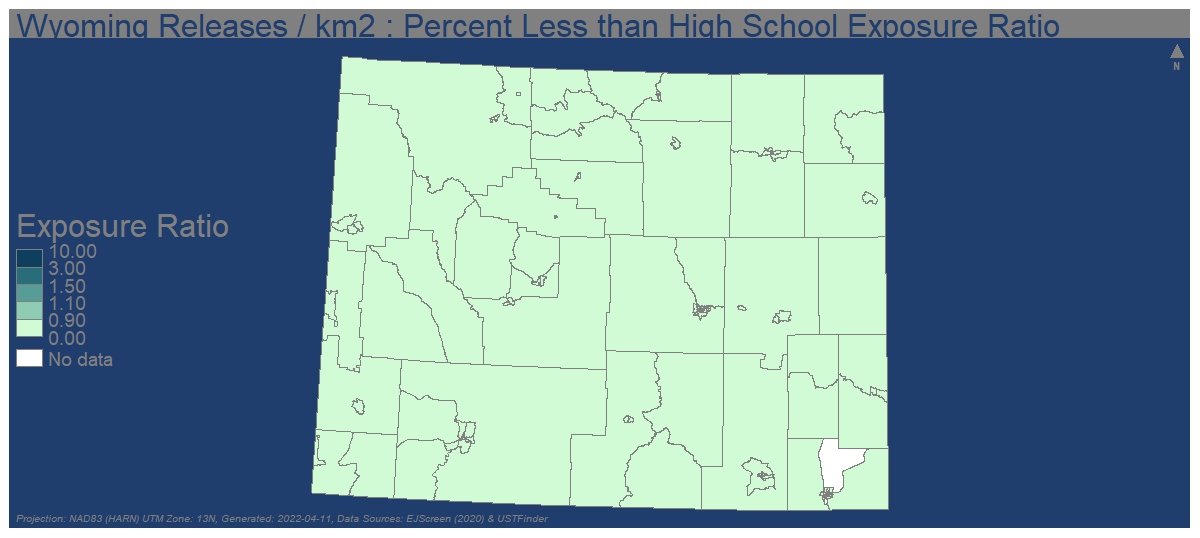 Wyoming Releases / km2 : Percent Less than High School Exposure Ratio
N
Exposure Ratio
10.00
3.00
1.50
1.10
0.90
0.00
No data
Projection: NAD83 (HARN) UTM Zone: 13N, Generated: 2022-04-11, Data Sources: EJScreen (2020) & USTFinder